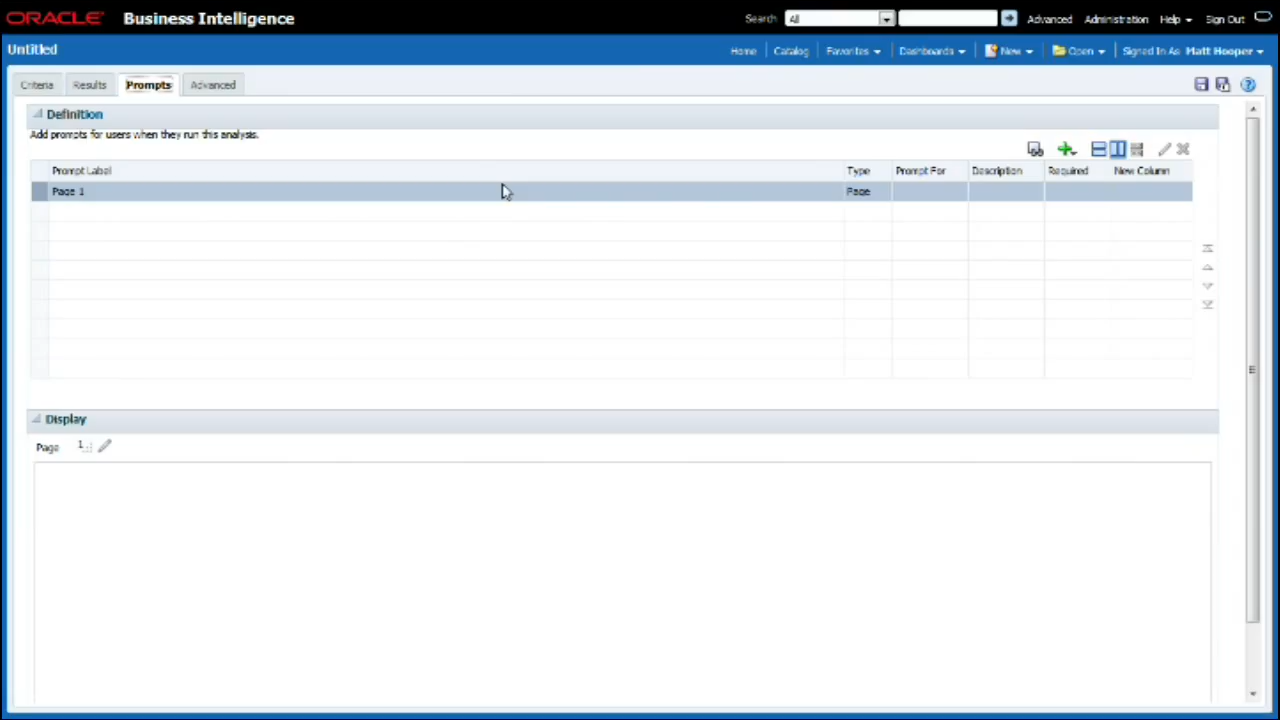 ORACLE Business Intelligence Search All Advanced Administration Help Sign Out
Untitled Home Catalog Favorites Dashboards New Open Signed In As Matt Hooper
Criteria Results Prompts Advanced
Definition
Add prompts for users when they run this analysis.
Prompt Label Type Prompt For Description Required New Column
Page 1 Page
Display
Page 1